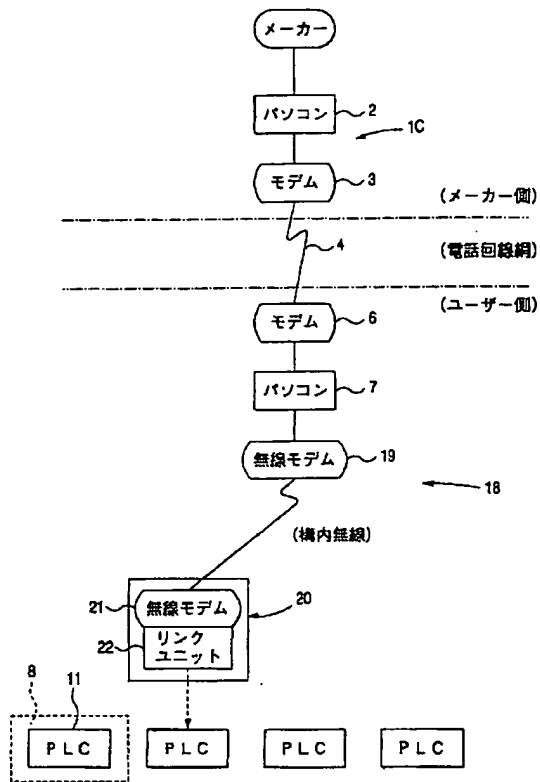 メーカー
パソコン 2
1C
モデム 3
(メーカー側)
4 (電話回線網)
(ユーザー側)
モデム 6
パソコン 7
無線モデム 19
18
(構内無線)
21 無線モデム 20
22 リンク
ユニット
8 11
PLC PLC PLC PLC